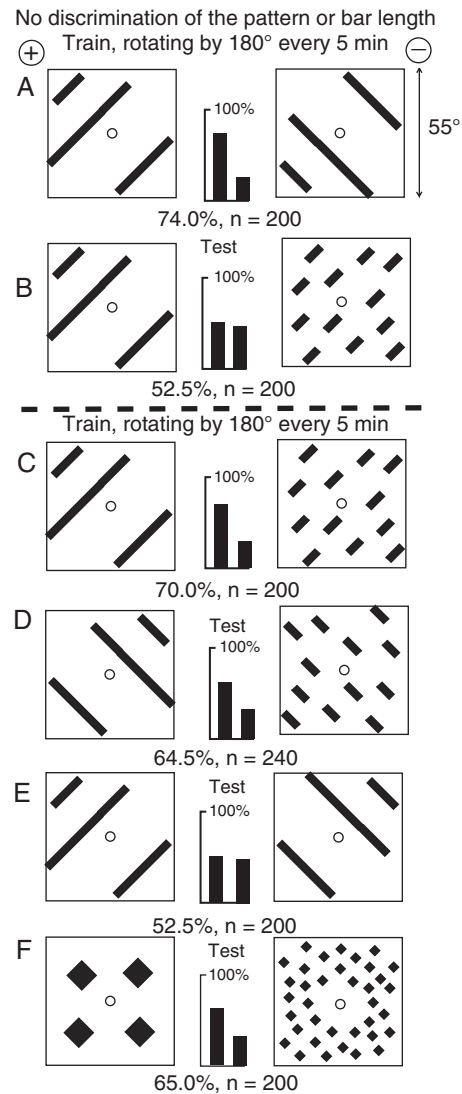 No discrimination of the pattern or bar length
Train, rotating by 180° every 5 min
+ −
A
100%
55°
74.0%, n = 200
Test
B
100%
52.5%, n = 200
Train, rotating by 180° every 5 min
C
100%
70.0%, n = 200
D
Test
100%
64.5%, n = 240
E
Test
100%
52.5%, n = 200
F
Test
100%
65.0%, n = 200